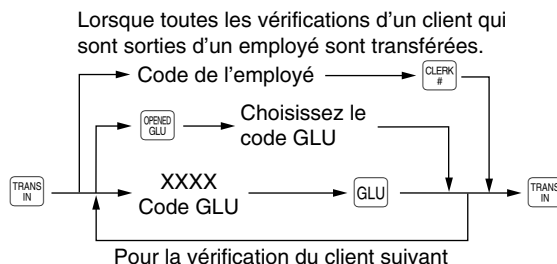 Lorsque toutes les vérifications d’un client qui
sont sorties d’un employé sont transférées.
Code de l’employé
CLERK
#
OPENED
GLU
Choisissez le
code GLU
TRANS
IN
XXXX
Code GLU
GLU
TRANS
IN
Pour la vérification du client suivant